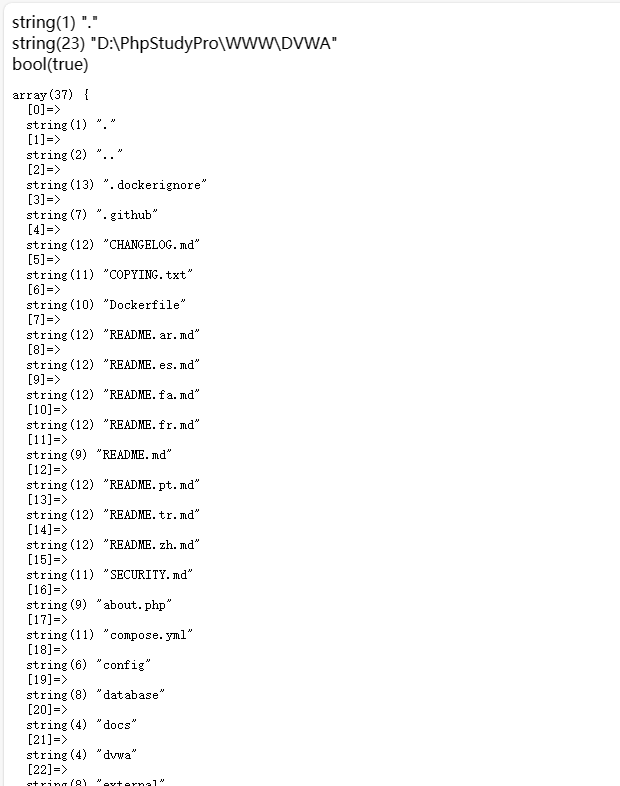 string(1) "."
string(23) "D:\PhpStudyPro\WWW\DVWA"
bool(true)
array(37) {
[0]=>
string(1) "."
[1]=>
string(2) ".."
[2]=>
string(13) ".dockerignore"
[3]=>
string(7) ".github"
[4]=>
string(12) "CHANGELOG.md"
[5]=>
string(11) "COPYING.txt"
[6]=>
string(10) "Dockerfile"
[7]=>
string(12) "README.ar.md"
[8]=>
string(12) "README.es.md"
[9]=>
string(12) "README.fa.md"
[10]=>
string(12) "README.fr.md"
[11]=>
string(9) "README.md"
[12]=>
string(12) "README.pt.md"
[13]=>
string(12) "README.tr.md"
[14]=>
string(12) "README.zh.md"
[15]=>
string(11) "SECURITY.md"
[16]=>
string(9) "about.php"
[17]=>
string(11) "compose.yml"
[18]=>
string(6) "config"
[19]=>
string(8) "database"
[20]=>
string(4) "docs"
[21]=>
string(4) "dvwa"
[22]=>
string(8) "external"